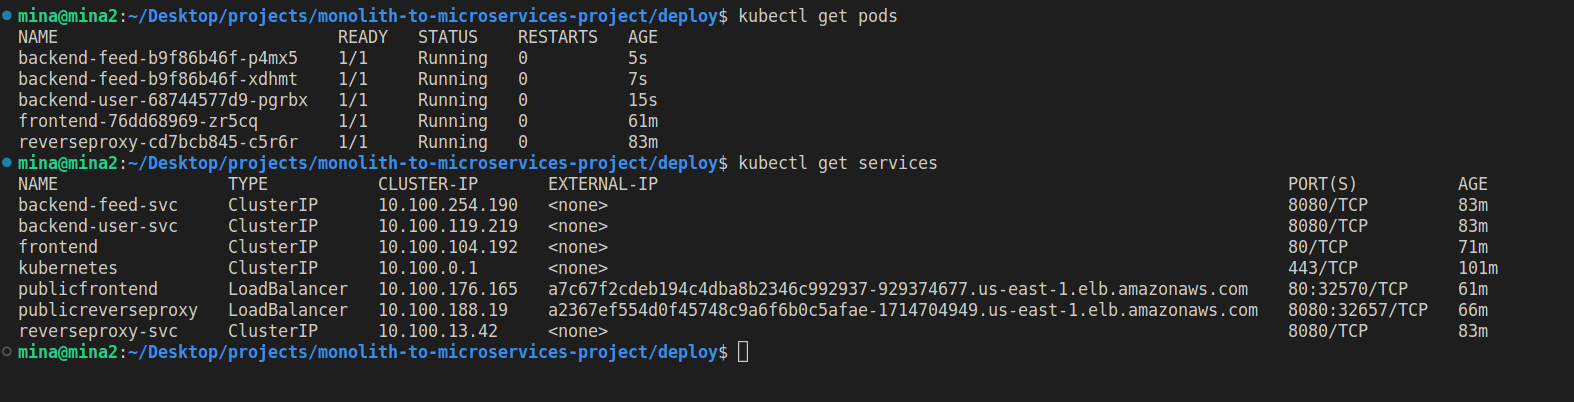 mina@mina2:~/Desktop/projects/monolith-to-microservices-project/deploy$ kubectl get pods
NAME                            READY   STATUS    RESTARTS   AGE
backend-feed-b9f86b46f-p4mx5    1/1     Running   0          5s
backend-feed-b9f86b46f-xdhmt    1/1     Running   0          7s
backend-user-68744577d9-pgrbx   1/1     Running   0          15s
frontend-76dd68969-zr5cq        1/1     Running   0          61m
reverseproxy-cd7bcb845-c5r6r    1/1     Running   0          83m
mina@mina2:~/Desktop/projects/monolith-to-microservices-project/deploy$ kubectl get services
NAME                 TYPE           CLUSTER-IP       EXTERNAL-IP                                                               PORT(S)          AGE
backend-feed-svc     ClusterIP      10.100.254.190   <none>                                                                    8080/TCP         83m
backend-user-svc     ClusterIP      10.100.119.219   <none>                                                                    8080/TCP         83m
frontend             ClusterIP      10.100.104.192   <none>                                                                    80/TCP           71m
kubernetes           ClusterIP      10.100.0.1       <none>                                                                    443/TCP          101m
publicfrontend       LoadBalancer   10.100.176.165   a7c67f2cdeb194c4dba8b2346c992937-929374677.us-east-1.elb.amazonaws.com    80:32570/TCP     61m
publicreverseproxy   LoadBalancer   10.100.188.19    a2367ef554d0f45748c9a6f6b0c5afae-1714704949.us-east-1.elb.amazonaws.com   8080:32657/TCP   66m
reverseproxy-svc     ClusterIP      10.100.13.42     <none>                                                                    8080/TCP         83m
mina@mina2:~/Desktop/projects/monolith-to-microservices-project/deploy$